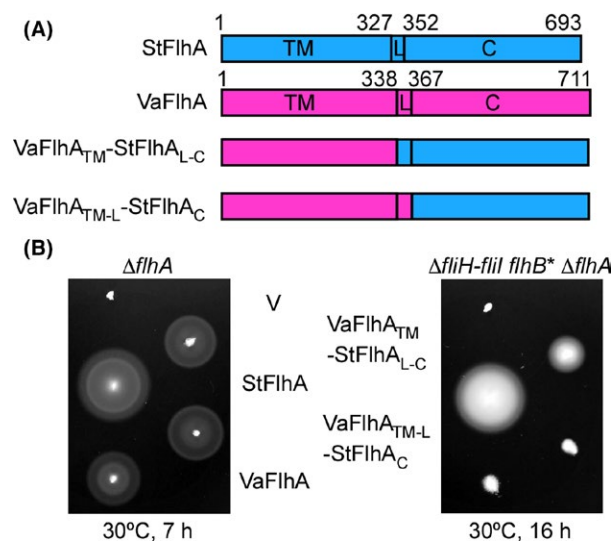 (A)
1 327 352 693
StFlhA TM L C
1 338 367 711
VaFlhA TM L C
VaFlhA_TM-StFlhA_L-C
VaFlhA_TM-L-StFlhA_C
(B)
ΔflhA ΔfliH-fliI flhB* ΔflhA
V
VaFlhA_TM
-StFlhA_L-C
StFlhA
VaFlhA_TM-L
-StFlhA_C
VaFlhA
30ºC, 7 h 30ºC, 16 h